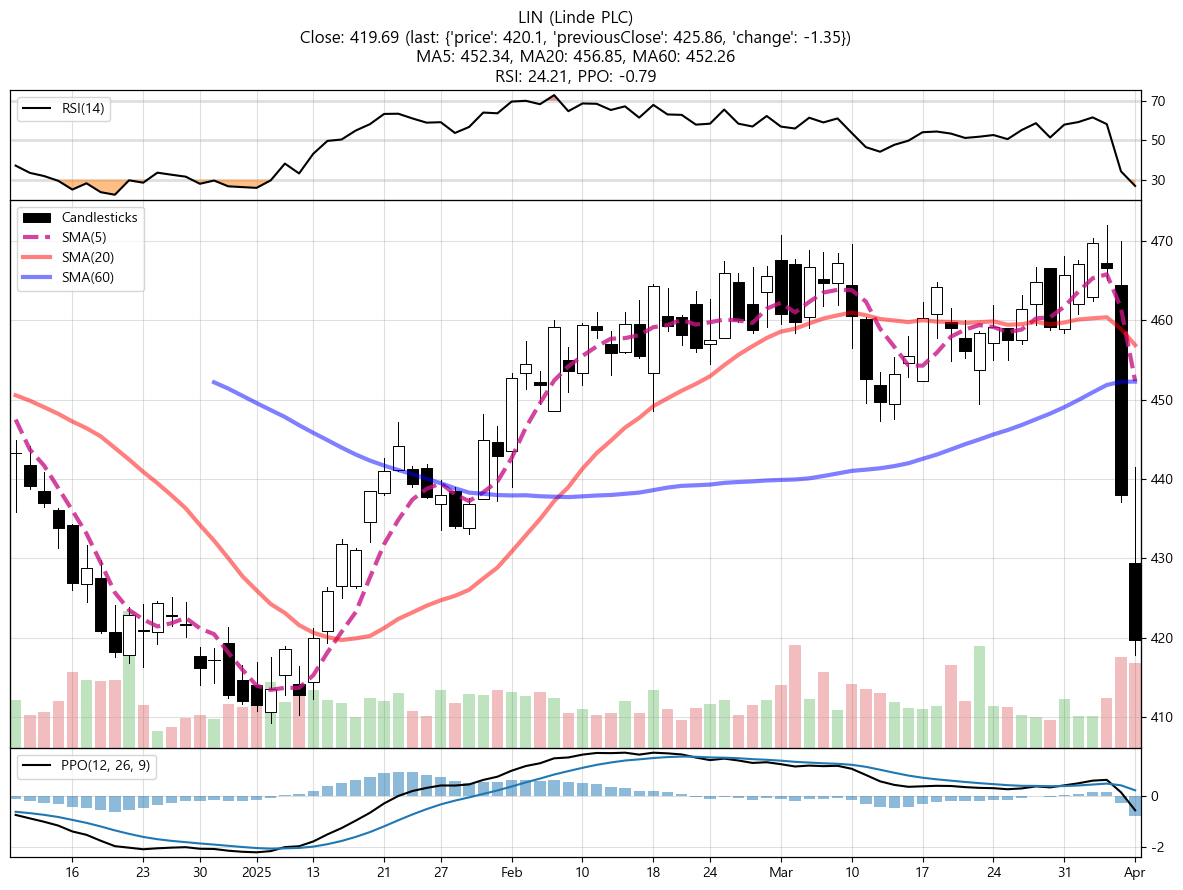 LIN (Linde PLC)
Close: 419.69 (last: {'price': 420.1, 'previousClose': 425.86, 'change': -1.35})
MA5: 452.34, MA20: 456.85, MA60: 452.26
RSI: 24.21, PPO: -0.79
RSI(14)
70
50
30
Candlesticks
SMA(5)
SMA(20)
SMA(60)
470
460
450
440
430
420
410
PPO(12, 26, 9)
0
-2
16 23 30 2025 13 21 27 Feb 10 18 24 Mar 10 17 24 31 Apr